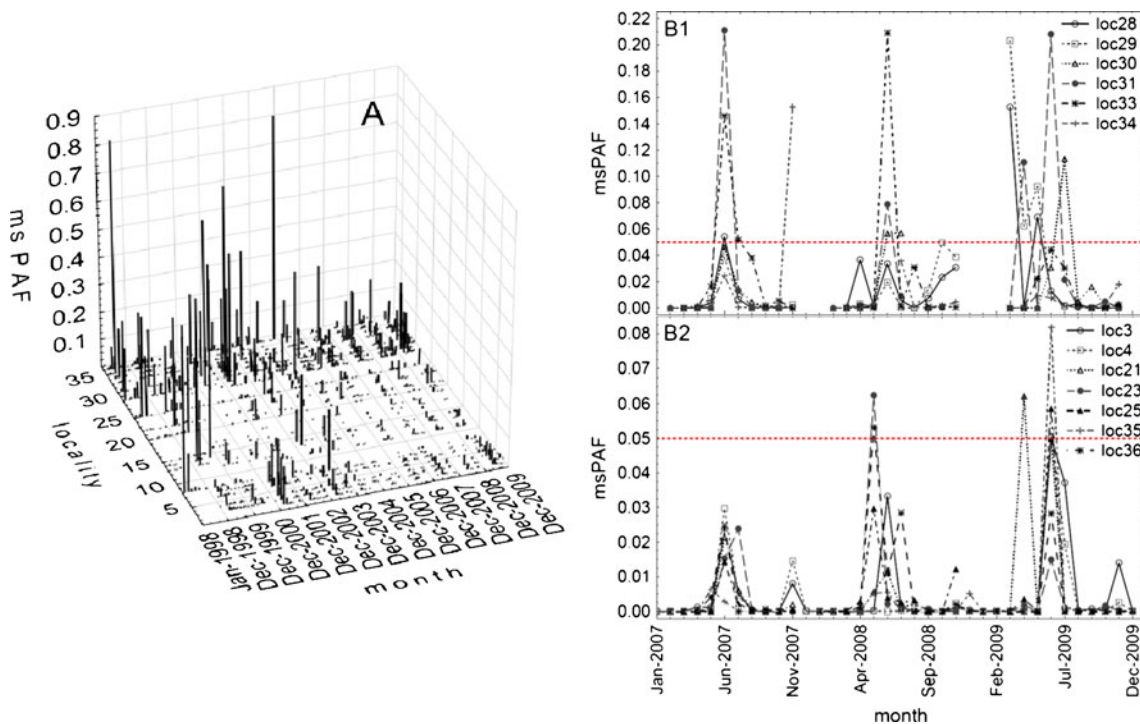 A
msPAF
0.9
0.8
0.7
0.6
0.5
0.4
0.3
0.2
0.1
35
30
25
20
15
10
5
locality
Jan-1998
Dec-1998
Dec-1999
Dec-2000
Dec-2001
Dec-2002
Dec-2003
Dec-2004
Dec-2005
Dec-2006
Dec-2007
Dec-2008
Dec-2009
month
B1
msPAF
0.22
0.20
0.18
0.16
0.14
0.12
0.10
0.08
0.06
0.04
0.02
0.00
loc28
loc29
loc30
loc31
loc33
loc34
B2
msPAF
0.08
0.07
0.06
0.05
0.04
0.03
0.02
0.01
0.00
loc3
loc4
loc21
loc23
loc25
loc35
loc36
Jan-2007
Jun-2007
Nov-2007
Apr-2008
Sep-2008
Feb-2009
Jul-2009
Dec-2009
month